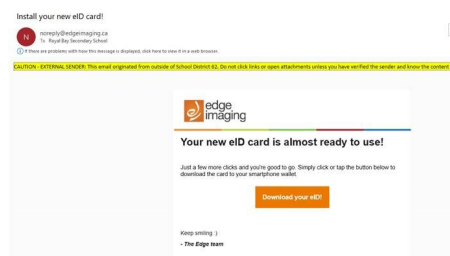 Install your new eID card!
N
noreply@edgeimaging.ca
To Royal Bay Secondary School
If there are problems with how this message is displayed, click here to view it in a web browser.
CAUTION - EXTERNAL SENDER: This email originated from outside of School District 62. Do not click links or open attachments unless you have verified the sender and know the content
edge
imaging
Your new eID card is almost ready to use!
Just a few more clicks and you're good to go. Simply click or tap the button below to
download the card to your smartphone wallet.
Download your eID!
Keep smiling :)
- The Edge team